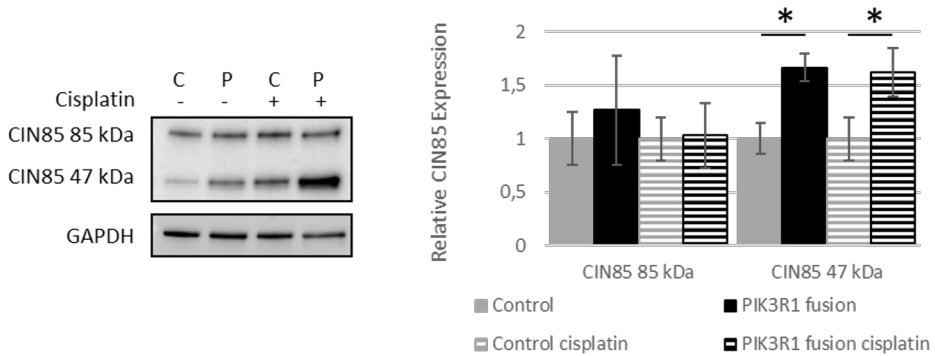 C P C P
Cisplatin - - + +
CIN85 85 kDa
CIN85 47 kDa
GAPDH
Relative CIN85 Expression
2
1,5
1
0,5
0
* *
CIN85 85 kDa CIN85 47 kDa
Control PIK3R1 fusion
Control cisplatin PIK3R1 fusion cisplatin